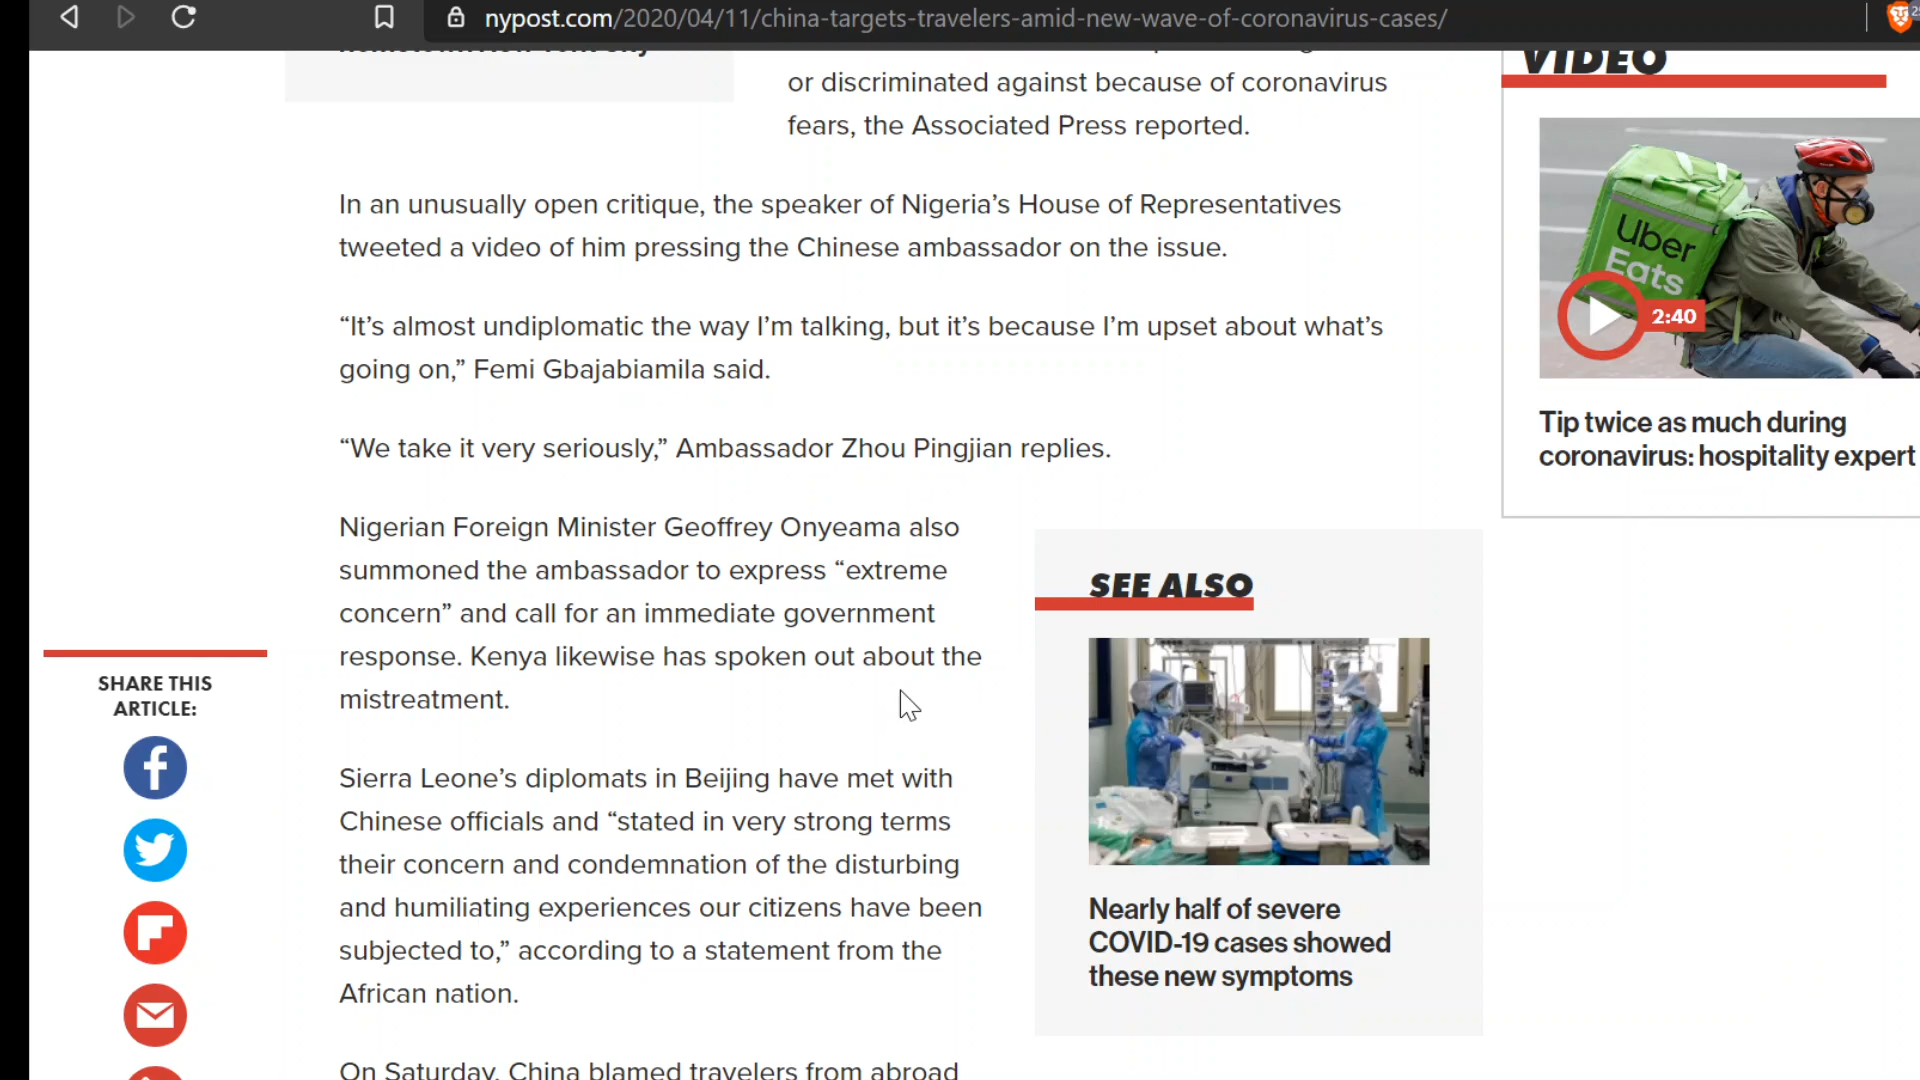 nypost.com/2020/04/11/china-targets-travelers-amid-new-wave-of-coronavirus-cases/
or discriminated against because of coronavirus
fears, the Associated Press reported.
In an unusually open critique, the speaker of Nigeria’s House of Representatives
tweeted a video of him pressing the Chinese ambassador on the issue.
“It’s almost undiplomatic the way I’m talking, but it’s because I’m upset about what’s
going on,” Femi Gbajabiamila said.
“We take it very seriously,” Ambassador Zhou Pingjian replies.
Nigerian Foreign Minister Geoffrey Onyeama also
summoned the ambassador to express “extreme
concern” and call for an immediate government
response. Kenya likewise has spoken out about the
mistreatment.
Sierra Leone’s diplomats in Beijing have met with
Chinese officials and “stated in very strong terms
their concern and condemnation of the disturbing
and humiliating experiences our citizens have been
subjected to,” according to a statement from the
African nation.
On Saturday, China blamed travelers from abroad
SHARE THIS
ARTICLE:
SEE ALSO
Nearly half of severe
COVID-19 cases showed
these new symptoms
VIDEO
Uber
Eats
2:40
Tip twice as much during
coronavirus: hospitality expert